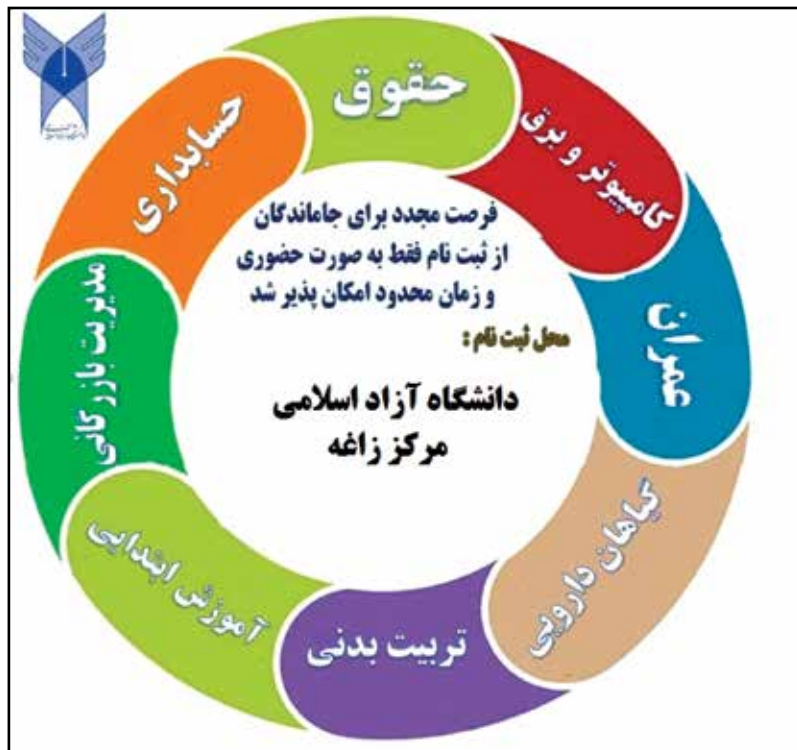 حقوق
کامپیوتر و برق
عمران
گیاهان دارویی
تربیت بدنی
آموزش ابتدایی
مدیریت بازرگانی
حسابداری
فرصت مجدد برای جاماندگان
از ثبت نام فقط به صورت حضوری
و زمان محدود امکان پذیر شد
محل ثبت نام :
دانشگاه آزاد اسلامی
مرکز زاغه